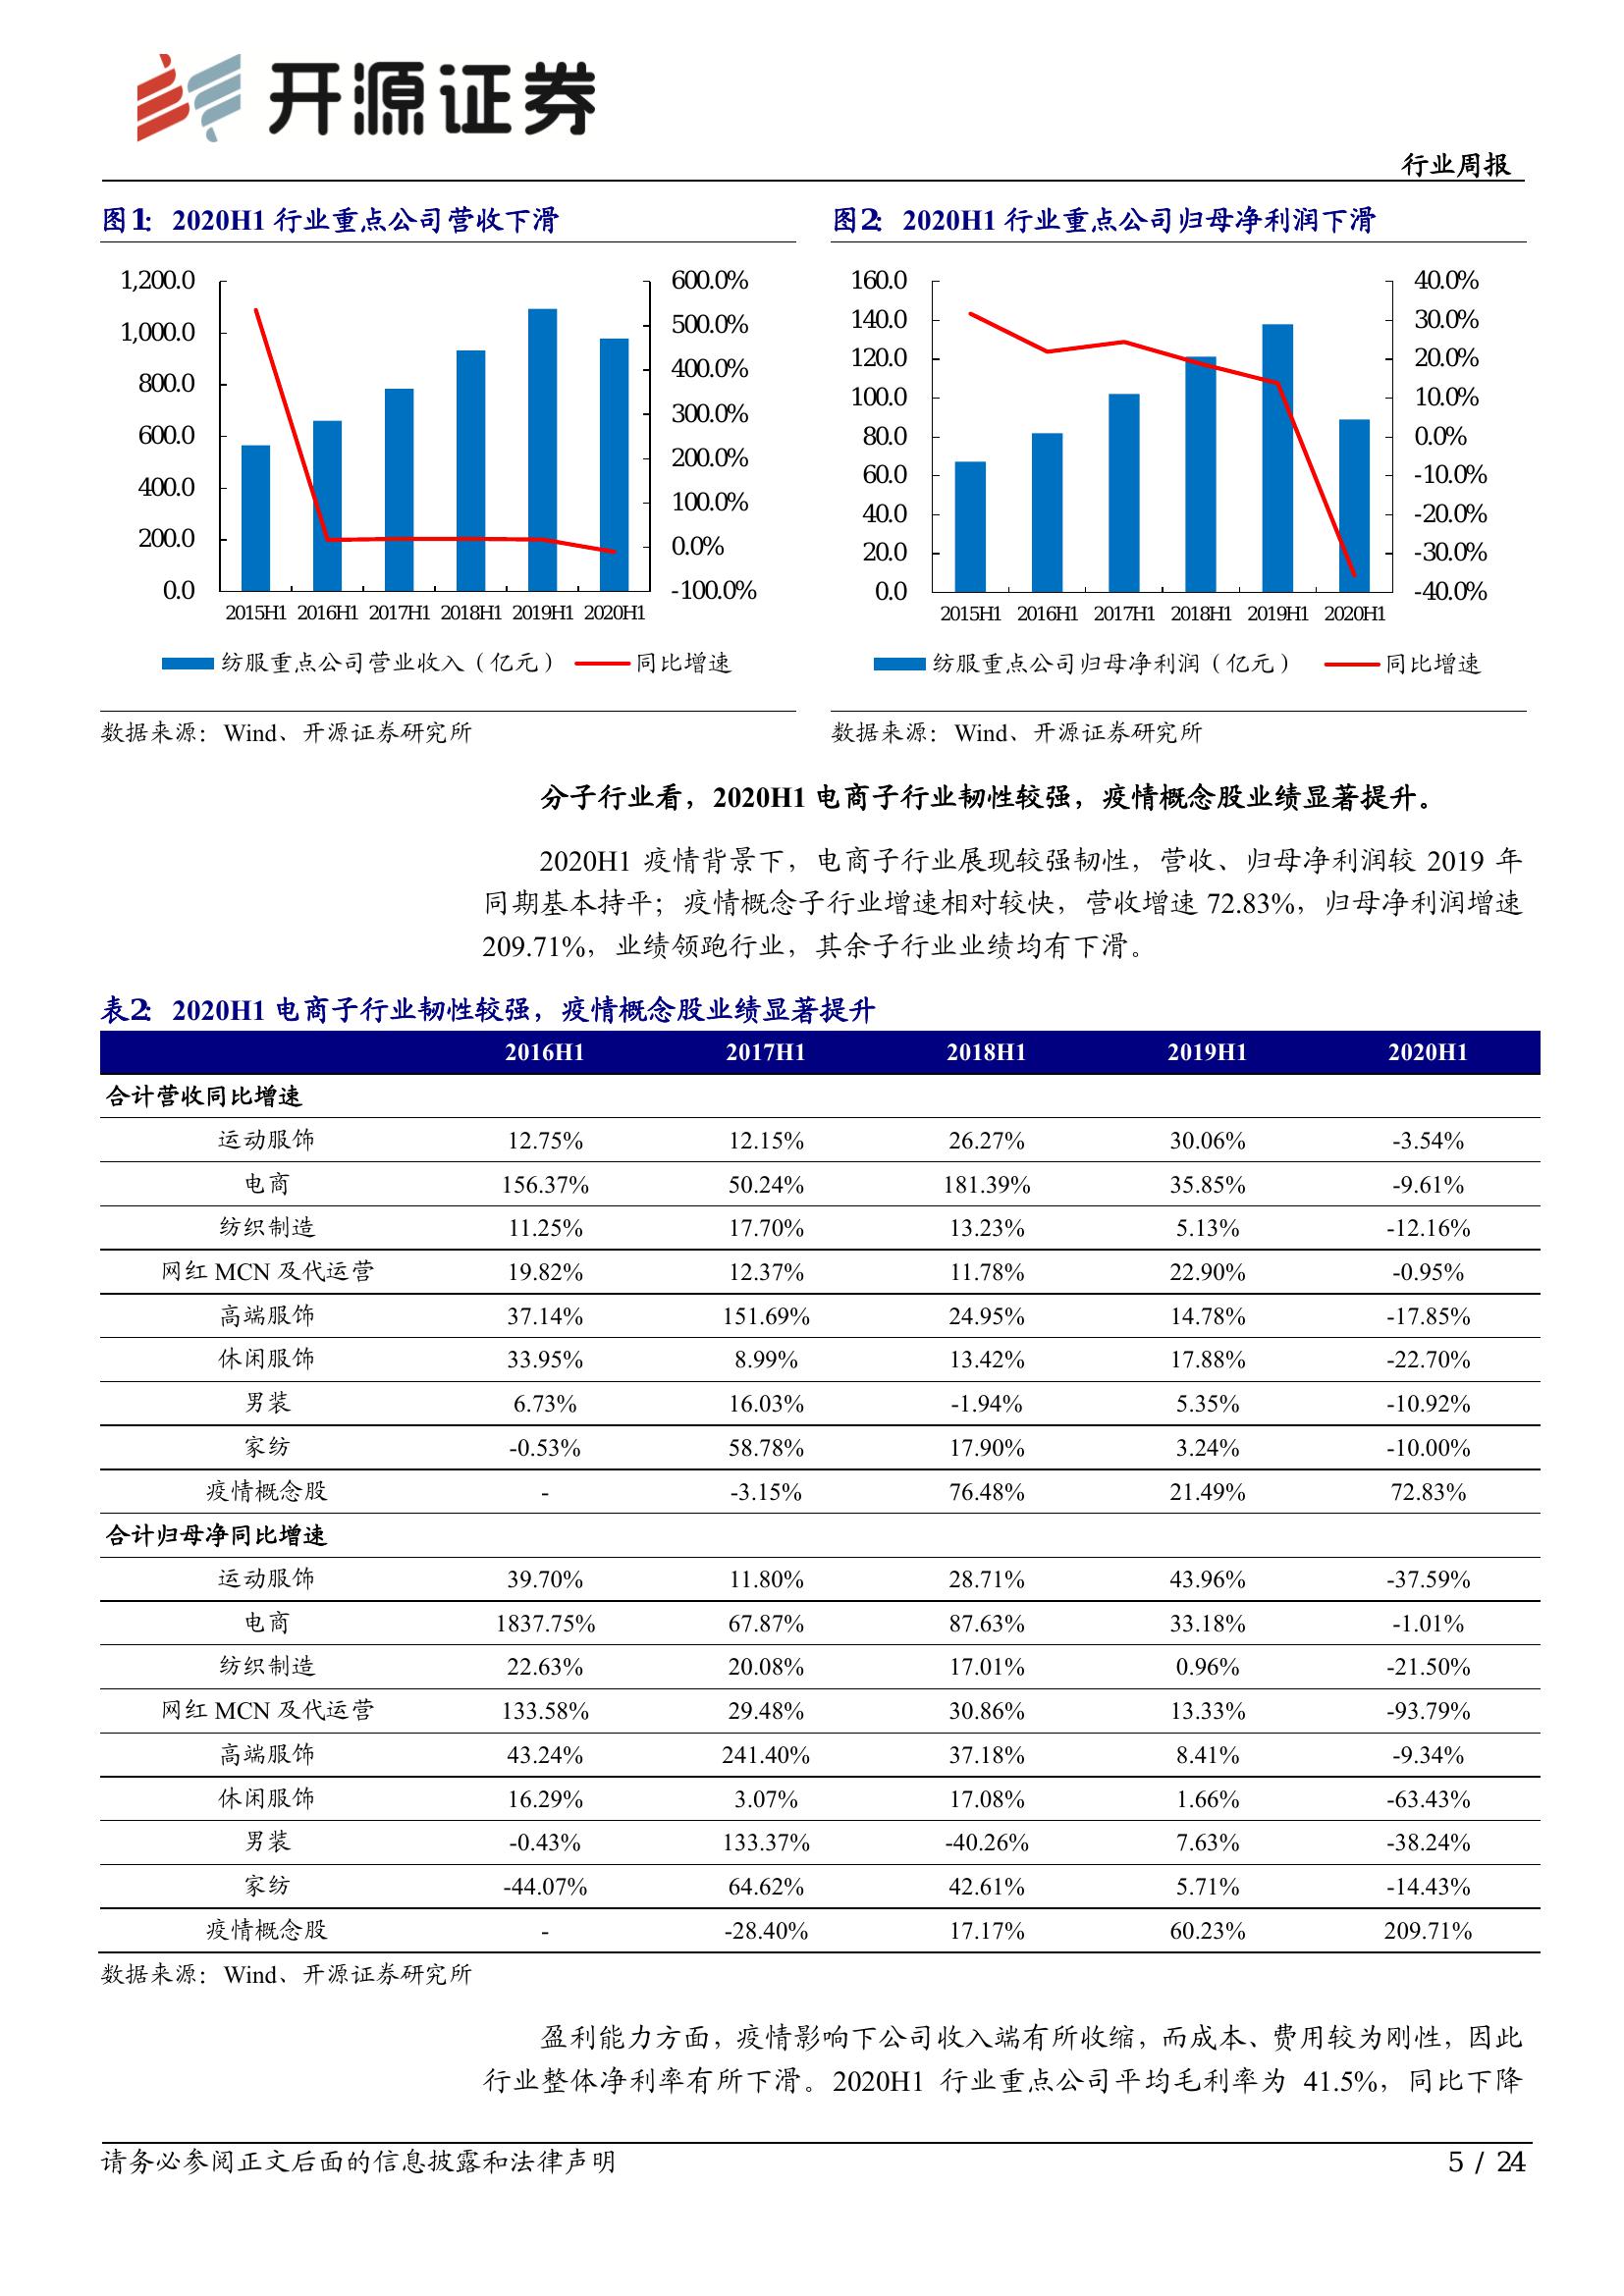 开源证券
行业周报
图1： 2020H1 行业重点公司营收下滑
1,200.0
1,000.0
800.0
600.0
400.0
200.0
0.0
600.0%
500.0%
400.0%
300.0%
200.0%
100.0%
0.0%
-100.0%
2015H1 2016H1 2017H1 2018H1 2019H1 2020H1
纺服重点公司营业收入（亿元） 同比增速
数据来源：Wind、开源证券研究所
图2： 2020H1 行业重点公司归母净利润下滑
160.0
140.0
120.0
100.0
80.0
60.0
40.0
20.0
0.0
40.0%
30.0%
20.0%
10.0%
0.0%
-10.0%
-20.0%
-30.0%
-40.0%
2015H1 2016H1 2017H1 2018H1 2019H1 2020H1
纺服重点公司归母净利润（亿元） 同比增速
数据来源：Wind、开源证券研究所
分子行业看，2020H1 电商子行业韧性较强，疫情概念股业绩显著提升。
2020H1 疫情背景下，电商子行业展现较强韧性，营收、归母净利润较 2019 年
同期基本持平；疫情概念子行业增速相对较快，营收增速 72.83%，归母净利润增速
209.71%，业绩领跑行业，其余子行业业绩均有下滑。
表2： 2020H1 电商子行业韧性较强，疫情概念股业绩显著提升
2016H1 2017H1 2018H1 2019H1 2020H1
合计营收同比增速
运动服饰 12.75% 12.15% 26.27% 30.06% -3.54%
电商 156.37% 50.24% 181.39% 35.85% -9.61%
纺织制造 11.25% 17.70% 13.23% 5.13% -12.16%
网红 MCN 及代运营 19.82% 12.37% 11.78% 22.90% -0.95%
高端服饰 37.14% 151.69% 24.95% 14.78% -17.85%
休闲服饰 33.95% 8.99% 13.42% 17.88% -22.70%
男装 6.73% 16.03% -1.94% 5.35% -10.92%
家纺 -0.53% 58.78% 17.90% 3.24% -10.00%
疫情概念股 - -3.15% 76.48% 21.49% 72.83%
合计归母净同比增速
运动服饰 39.70% 11.80% 28.71% 43.96% -37.59%
电商 1837.75% 67.87% 87.63% 33.18% -1.01%
纺织制造 22.63% 20.08% 17.01% 0.96% -21.50%
网红 MCN 及代运营 133.58% 29.48% 30.86% 13.33% -93.79%
高端服饰 43.24% 241.40% 37.18% 8.41% -9.34%
休闲服饰 16.29% 3.07% 17.08% 1.66% -63.43%
男装 -0.43% 133.37% -40.26% 7.63% -38.24%
家纺 -44.07% 64.62% 42.61% 5.71% -14.43%
疫情概念股 - -28.40% 17.17% 60.23% 209.71%
数据来源：Wind、开源证券研究所
盈利能力方面，疫情影响下公司收入端有所收缩，而成本、费用较为刚性，因此
行业整体净利率有所下滑。2020H1 行业重点公司平均毛利率为 41.5%，同比下降
请务必参阅正文后面的信息披露和法律声明
5 / 24